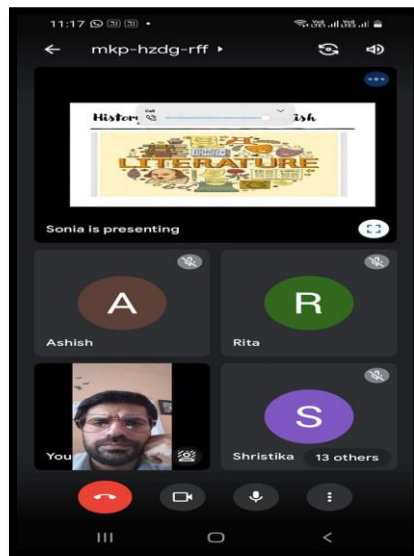 11:17
mkp-hzdg-rff
Call
Histor ish
LITERATURE
Sonia is presenting
A
R
Ashish
Rita
S
You
Shristika
13 others